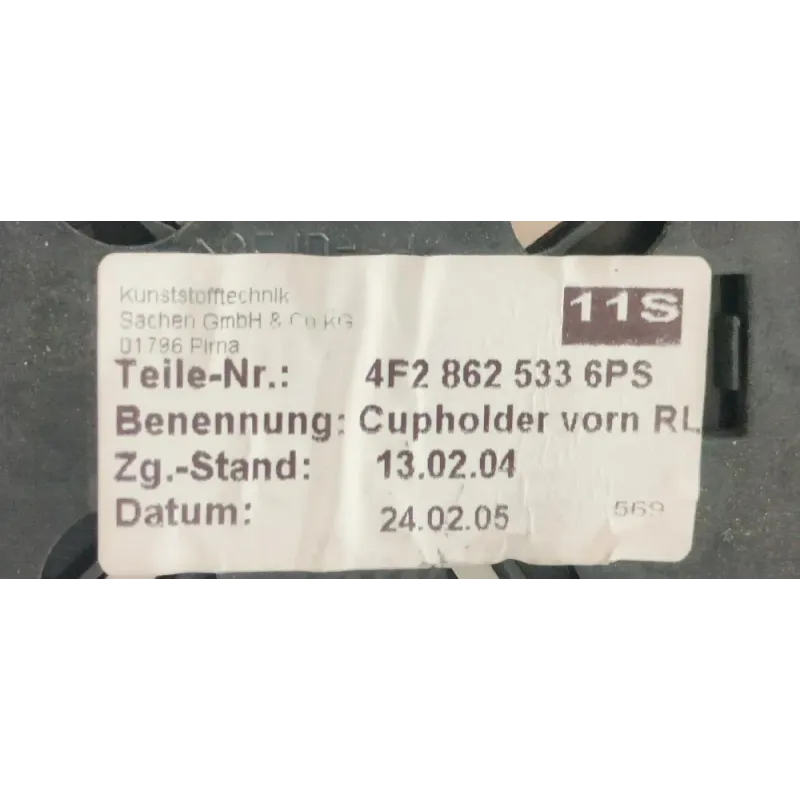 Kunststofftechnik
Sachen GmbH & Co KG
01796 Pirna
11S
Teile-Nr.: 4F2 862 533 6PS
Benennung: Cupholder vorn RL
Zg.-Stand: 13.02.04
Datum: 24.02.05
569